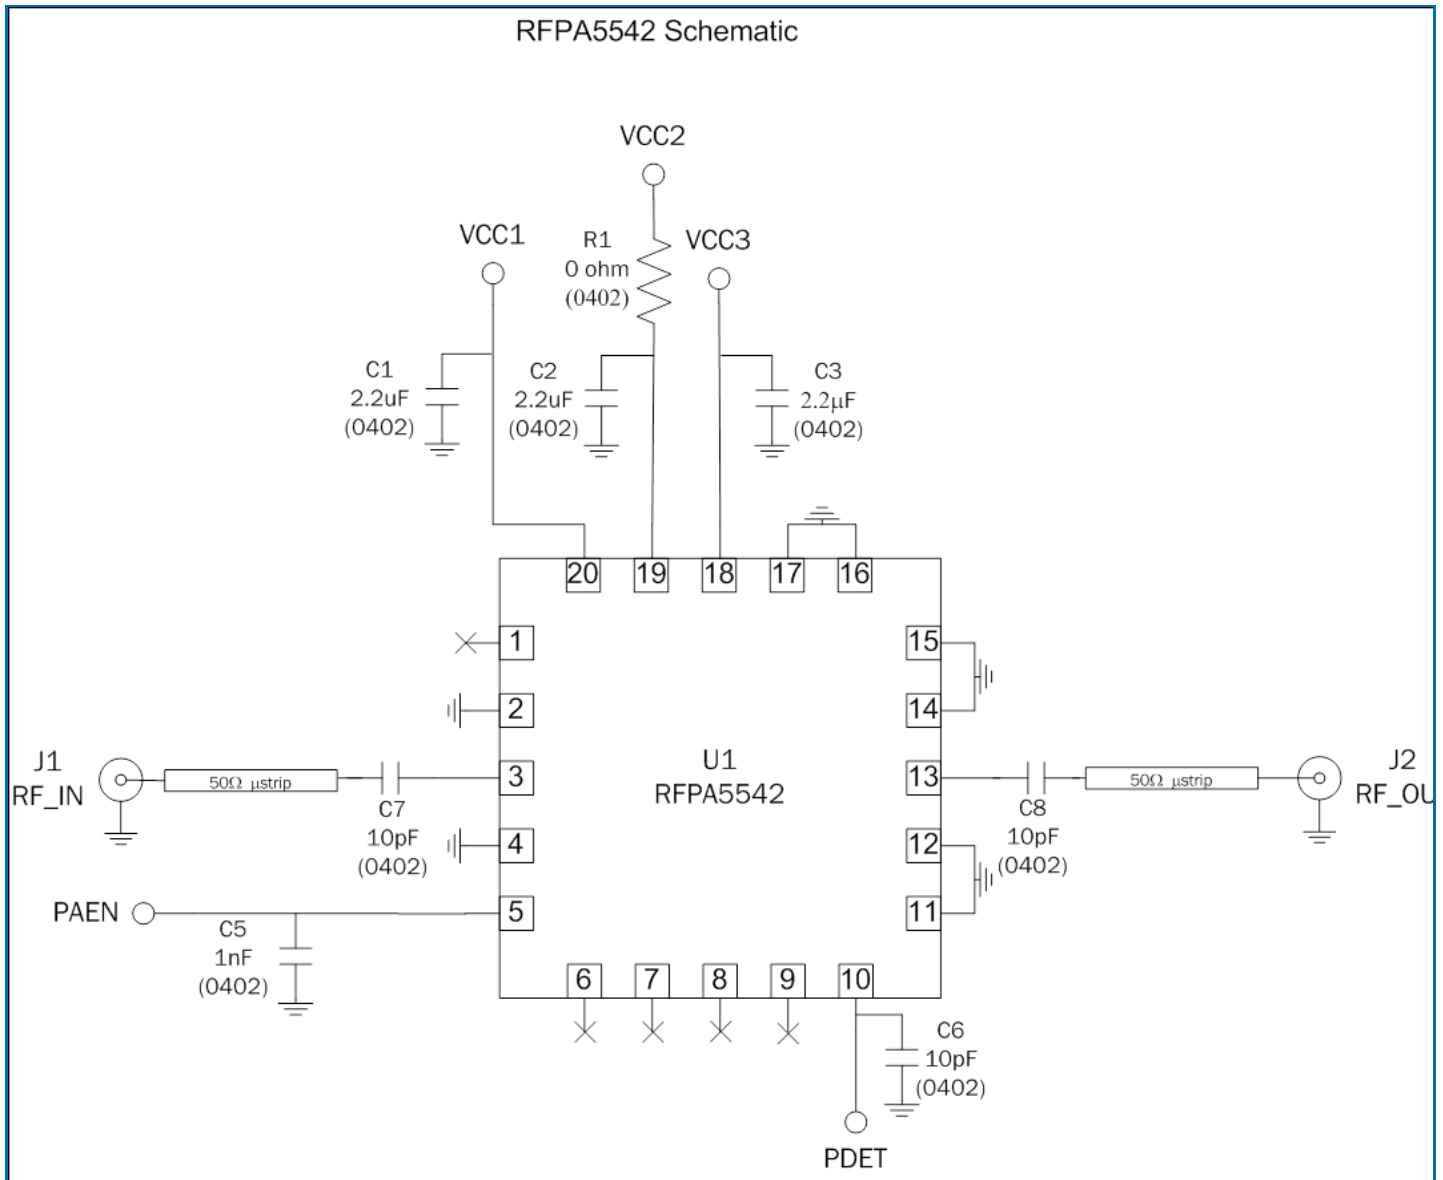 RFPA5542 Schematic
VCC2
VCC1
R1
0 ohm
(0402)
VCC3
C1
2.2uF
(0402)
C2
2.2uF
(0402)
C3
2.2µF
(0402)
20 19 18 17 16
1
2
3
4
5
15
14
13
12
11
U1
RFPA5542
J1
RF_IN
50Ω µstrip
C7
10pF
(0402)
C8
10pF
(0402)
50Ω µstrip
J2
RF_OU
PAEN
C5
1nF
(0402)
6 7 8 9 10
C6
10pF
(0402)
PDET